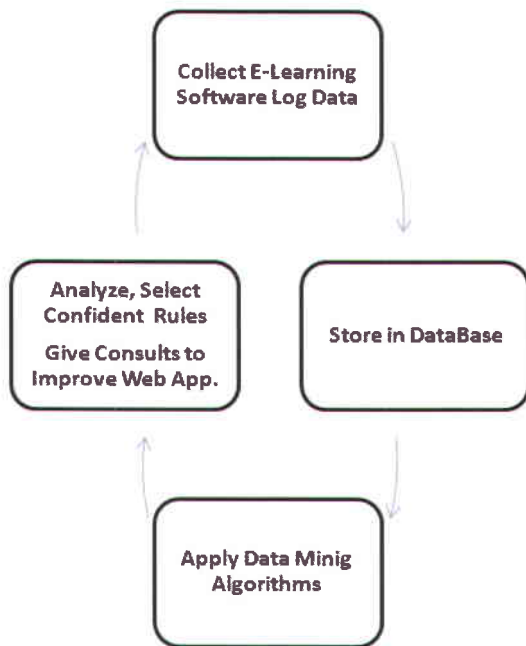 Collect E-Learning
Software Log Data
Store in DataBase
Apply Data Minig
Algorithms
Analyze, Select
Confident Rules
Give Consults to
Improve Web App.